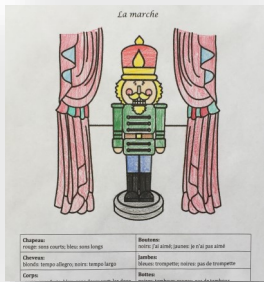 La marche
Chapeau:
rouge: sons courts; bleu: sons longs
Boutons:
noirs: j'ai aimé; jaunes: je n'ai pas aimé
Cheveux:
blonds: tempo allegro; noirs: tempo largo
Jambes:
bleues: trompette; noires: pas de trompette
Corps:
Bottes: